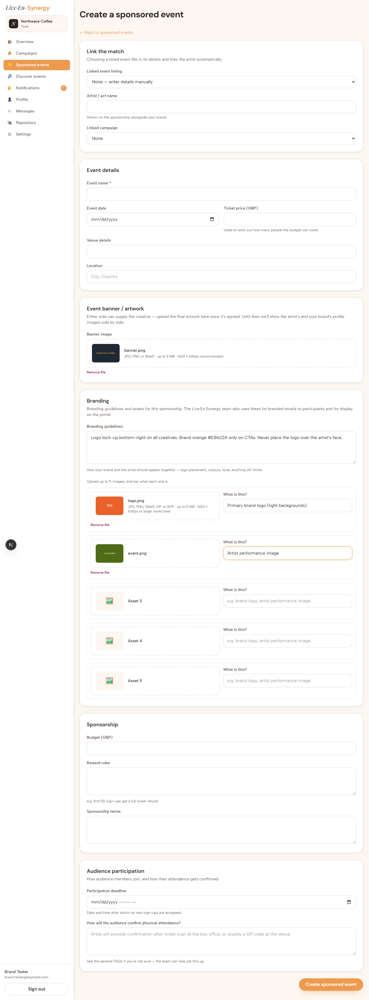 Live·En· Synergy
N
Northwave Coffee
Food
Overview
Campaigns
Sponsored events
Discover events
Notifications
1
Profile
Messages
Repository
Settings
N
Brand Tester
brand.tester@example.com
Sign out
Create a sponsored event
← Back to sponsored events
Link the match
Choosing a listed event fills in its details and links the artist automatically.
Linked event listing
None — enter details manually
Artist / act name
Shown on the sponsorship alongside your brand.
Linked campaign
None
Event details
Event name *
Event date
Ticket price (GBP)
mm/dd/yyyy
Used to work out how many people the budget can cover.
Venue details
Location
City, Country
Event banner / artwork
Either side can supply the creative — upload the final artwork here once it's agreed. Until then we'll show the artist's and your brand's profile
images side by side.
Banner image
Northwave Coffee
banner.png
JPG, PNG or WebP · up to 5 MB · 1600 × 600px recommended
Remove file
Branding
Branding guidelines and assets for this sponsorship. The Live·En·Synergy team also uses these for branded emails to participants and for display
on the portal.
Branding guidelines
Logo lock-up bottom-right on all creatives. Brand orange #E8622A only on CTAs. Never place the logo over the artist's face.
How your brand and the artist should appear together — logo placement, colours, tone, anything off-limits.
Upload up to 5 images, and say what each one is.
NW
logo.png
JPG, PNG, WebP, GIF or AVIF · up to 5 MB · 1200 ×
630px or larger works best
Remove file
What is this?
Primary brand logo (light backgrounds)
Live Event
event.png
Remove file
What is this?
Artist performance image
Asset 3
What is this?
e.g. brand logo, artist performance image
Asset 4
What is this?
e.g. brand logo, artist performance image
Asset 5
What is this?
e.g. brand logo, artist performance image
Sponsorship
Budget (GBP)
Reward rules
e.g. first 50 sign-ups get a full ticket refund
Sponsorship terms
Audience participation
How audience members join, and how their attendance gets confirmed.
Participation deadline
mm/dd/yyyy --:-- --
Date and time after which no new sign-ups are accepted.
How will the audience confirm physical attendance?
Artist will provide confirmation after ticket scan at the box office, or display a QR code at the venue.
See the general FAQs if you're not sure — the team can help set this up.
Create sponsored event